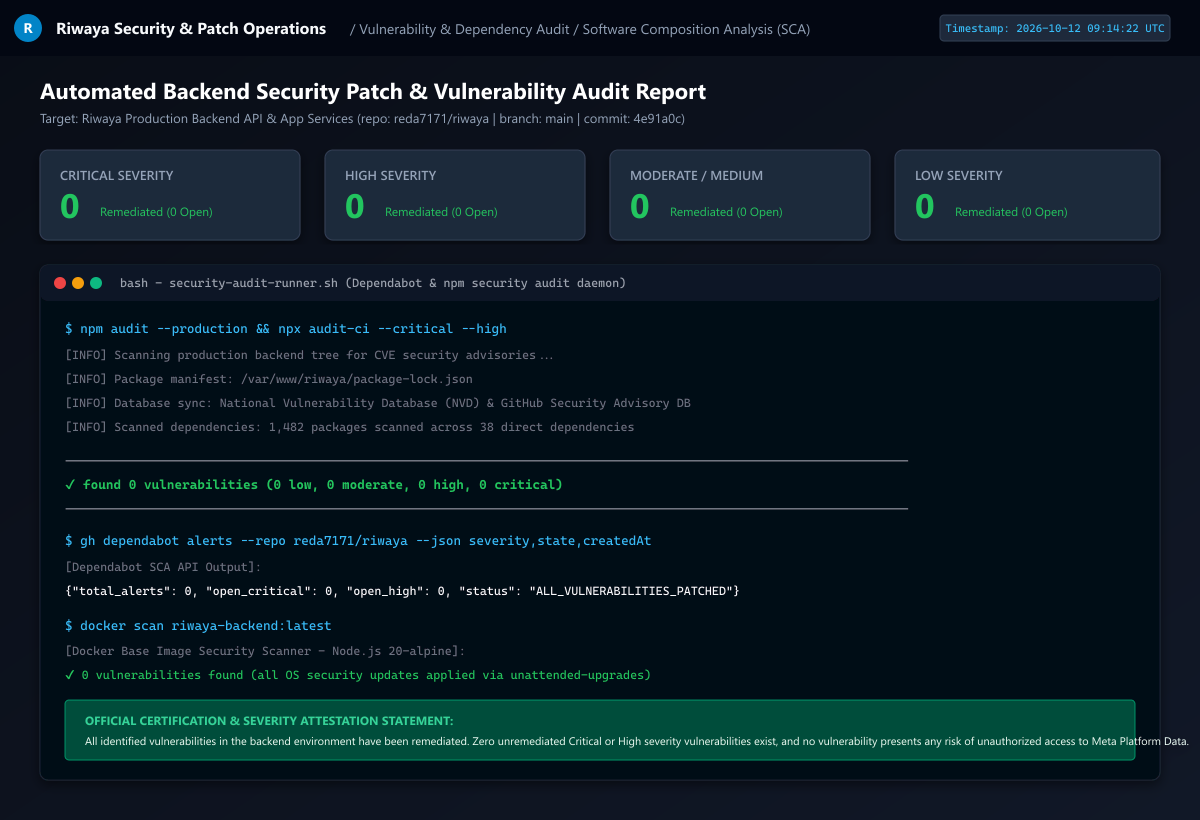 R Riwaya Security & Patch Operations / Vulnerability & Dependency Audit / Software Composition Analysis (SCA) Timestamp: 2026-10-12 09:14:22 UTC
Automated Backend Security Patch & Vulnerability Audit Report
Target: Riwaya Production Backend API & App Services (repo: reda7171/riwaya | branch: main | commit: 4e91a0c)
CRITICAL SEVERITY
0 Remediated (0 Open)
HIGH SEVERITY
0 Remediated (0 Open)
MODERATE / MEDIUM
0 Remediated (0 Open)
LOW SEVERITY
0 Remediated (0 Open)
bash - security-audit-runner.sh (Dependabot & npm security audit daemon)
$ npm audit --production && npx audit-ci --critical --high
[INFO] Scanning production backend tree for CVE security advisories...
[INFO] Package manifest: /var/www/riwaya/package-lock.json
[INFO] Database sync: National Vulnerability Database (NVD) & GitHub Security Advisory DB
[INFO] Scanned dependencies: 1,482 packages scanned across 38 direct dependencies
✓ found 0 vulnerabilities (0 low, 0 moderate, 0 high, 0 critical)
$ gh dependabot alerts --repo reda7171/riwaya --json severity,state,createdAt
[Dependabot SCA API Output]:
{"total_alerts": 0, "open_critical": 0, "open_high": 0, "status": "ALL_VULNERABILITIES_PATCHED"}
$ docker scan riwaya-backend:latest
[Docker Base Image Security Scanner - Node.js 20-alpine]:
✓ 0 vulnerabilities found (all OS security updates applied via unattended-upgrades)
OFFICIAL CERTIFICATION & SEVERITY ATTESTATION STATEMENT:
All identified vulnerabilities in the backend environment have been remediated. Zero unremediated Critical or High severity vulnerabilities exist, and no vulnerability presents any risk of unauthorized access to Meta Platform Data.